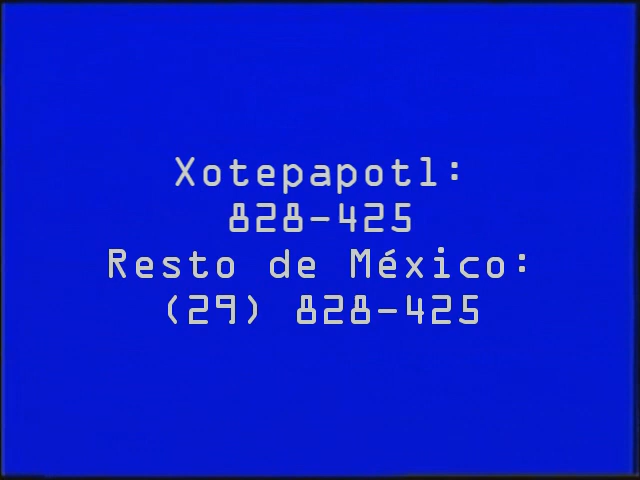 Xotepapotl:
828-425
Resto de México:
(29) 828-425